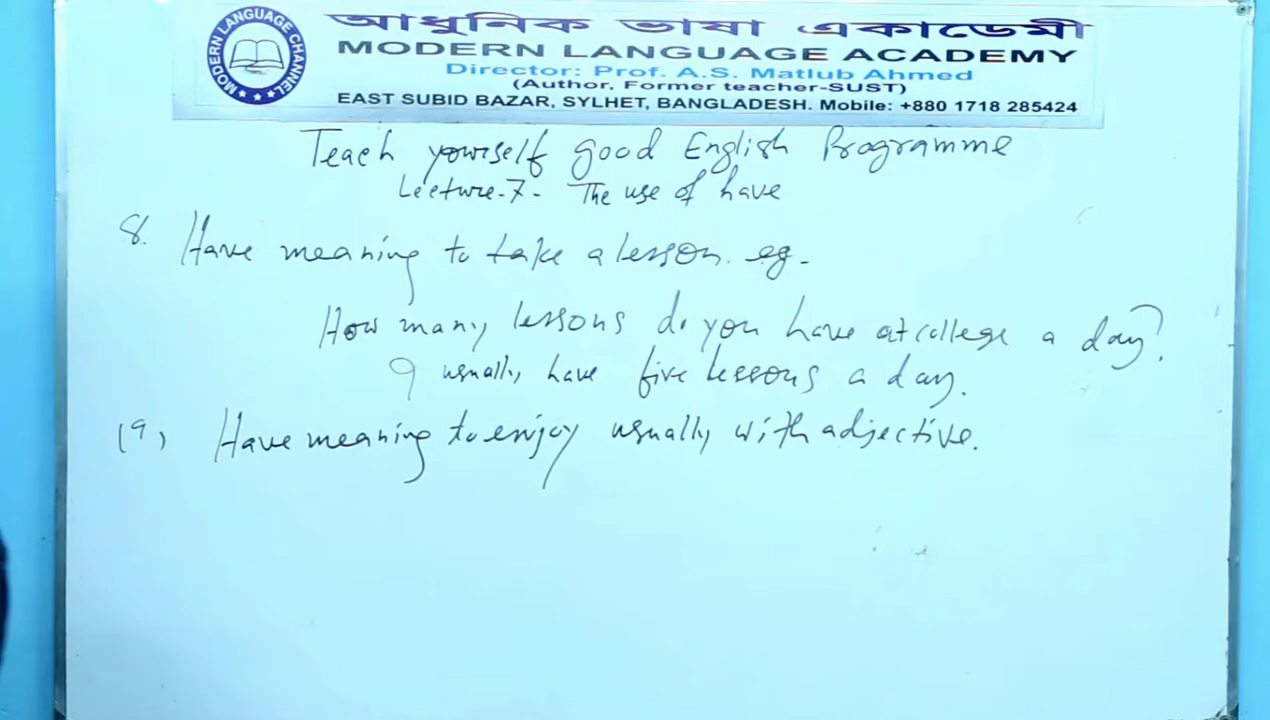 আধুনিক ভাষা একাডেমী
MODERN LANGUAGE CHANNEL
MODERN LANGUAGE ACADEMY
Director: Prof. A.S. Matlub Ahmed
(Author, Former teacher-SUST)
EAST SUBID BAZAR, SYLHET, BANGLADESH. Mobile: +880 1718 285424
Teach yourself good English Programme
Lecture-7- The use of have
8. Have meaning to take a lesson. eg-
How many lessons do you have at college a day?
I usually have five lessons a day.
(9) Have meaning to enjoy usually with adjective.